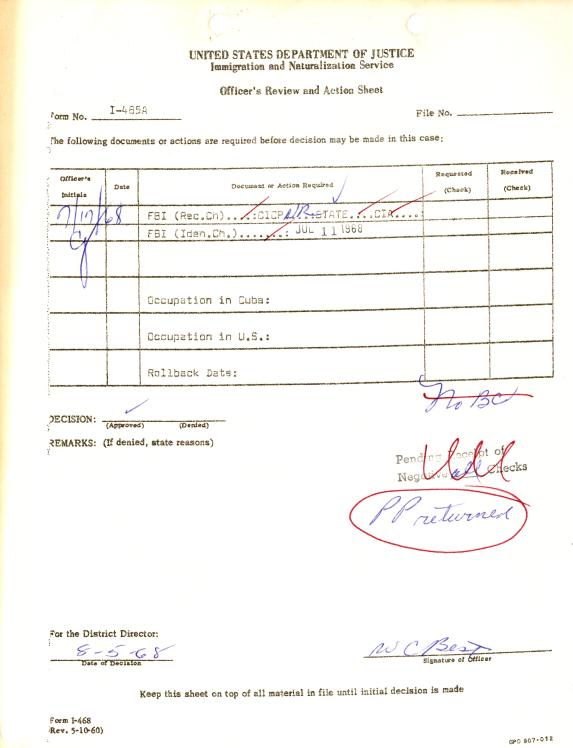 UNITED STATES DEPARTMENT OF JUSTICE
Immigration and Naturalization Service
Officer's Review and Action Sheet
Form No. I-485A
File No.
The following documents or actions are required before decision may be made in this case:
Officer's Initials
Date
Document or Action Required
Requested (Check)
Received (Check)
7/17/68
FBI (Rec.Ch)....:CICP NR STATE...CIA....:
FBI (Iden.Ch.).......: JUL 11 1968
Occupation in Cuba:
Occupation in U.S.:
Rollback Date:
No BC
DECISION:
(Approved) (Denied)
REMARKS: (If denied, state reasons)
Pending Receipt of
Negative all Checks
PP returned
For the District Director:
8-5-68
Date of Decision
W C Best
Signature of Officer
Keep this sheet on top of all material in file until initial decision is made
Form I-468
(Rev. 5-10-60)
GPO 907-012